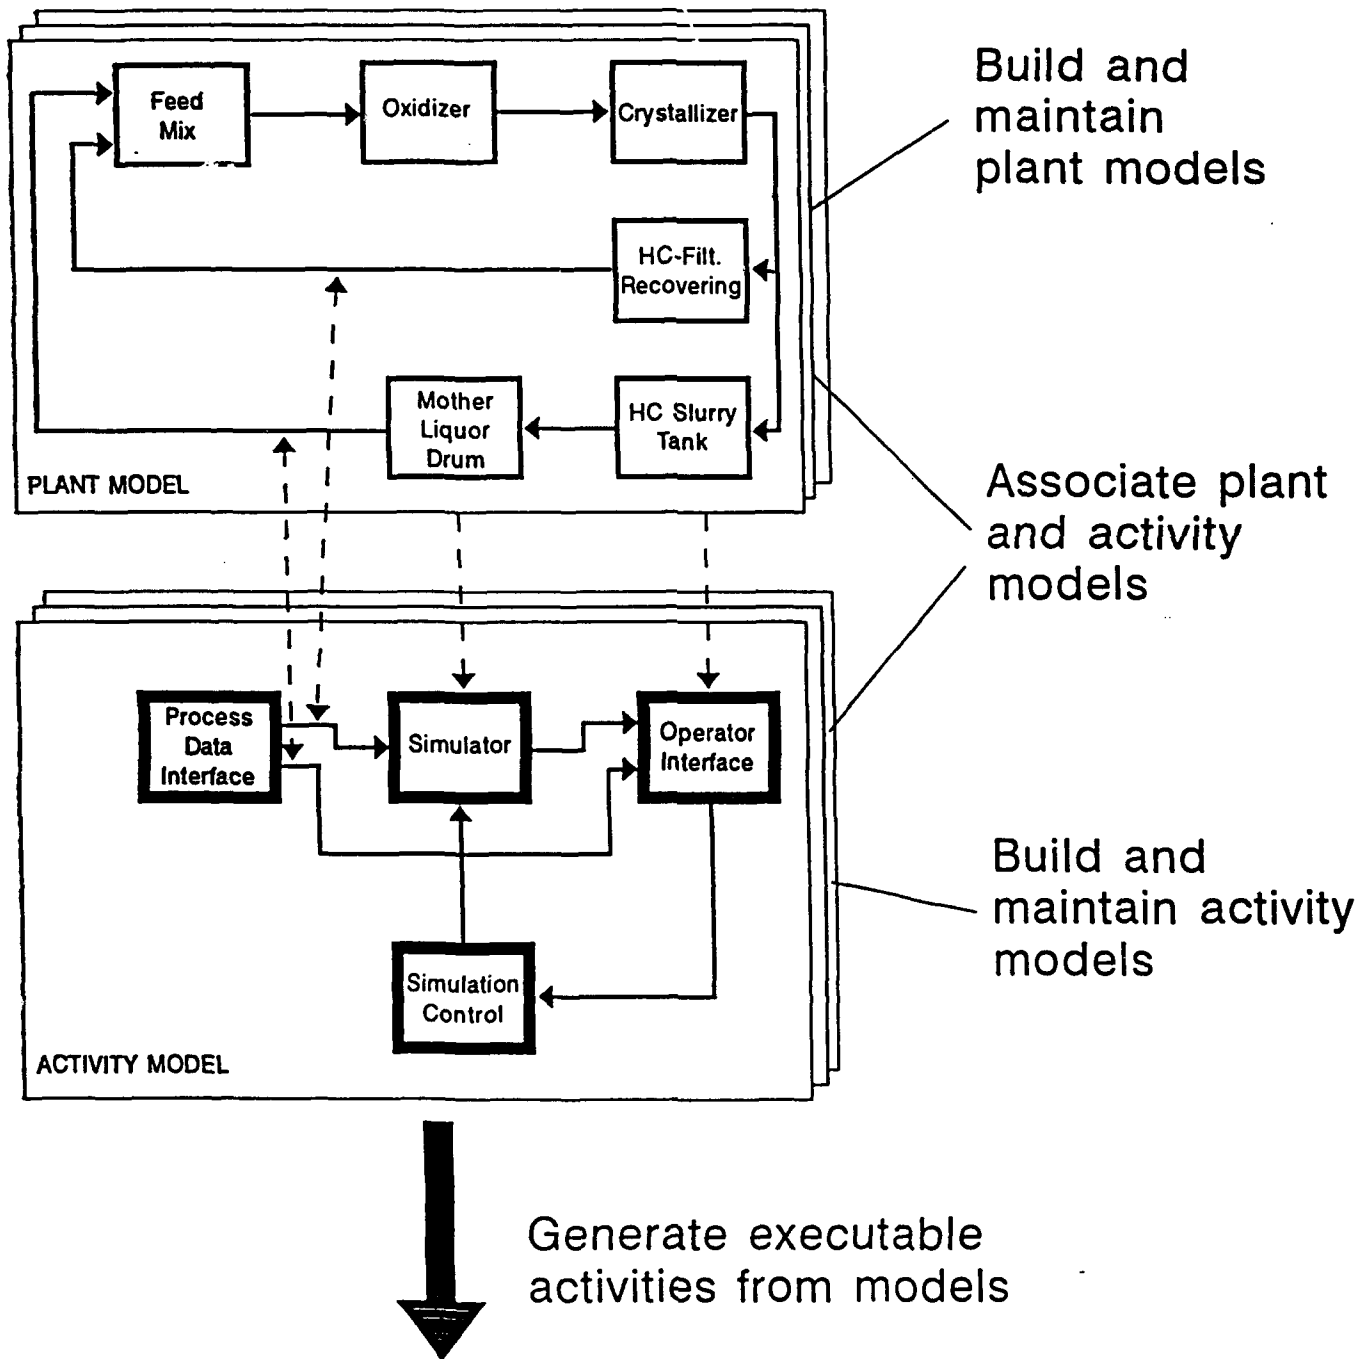 Feed
Mix
Oxidizer
Crystallizer
HC-Filt.
Recovering
Mother
Liquor
Drum
HC Slurry
Tank
PLANT MODEL
Build and
maintain
plant models
Associate plant
and activity
models
Process
Data
Interface
Simulator
Operator
Interface
Simulation
Control
ACTIVITY MODEL
Build and
maintain activity
models
Generate executable
activities from models